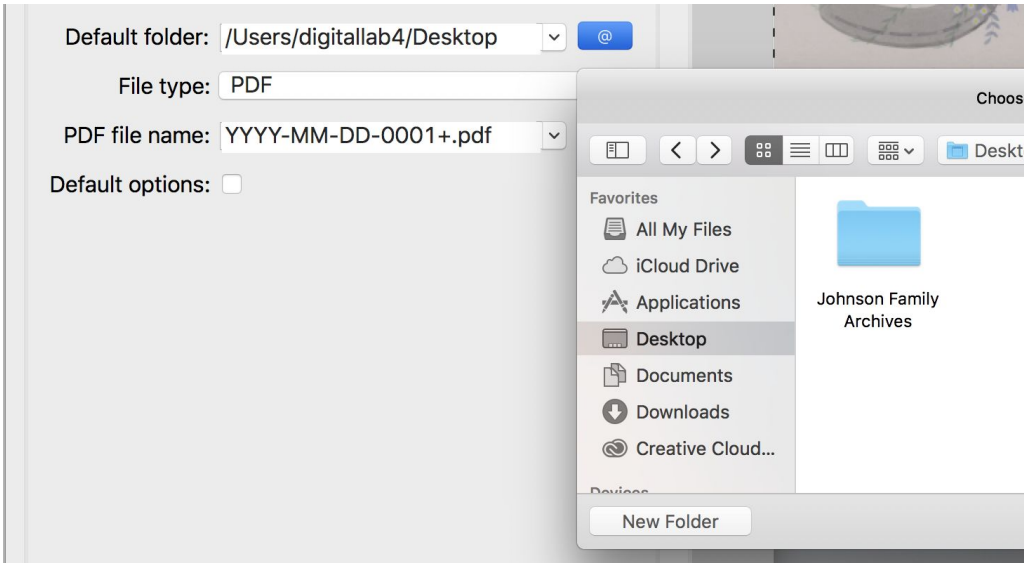 Default folder: /Users/digitallab4/Desktop @
File type: PDF
PDF file name: YYYY-MM-DD-0001+.pdf
Default options:
Choos
Deskt
Favorites
All My Files
iCloud Drive
Applications
Desktop
Documents
Downloads
Creative Cloud...
Devices
New Folder
Johnson Family
Archives